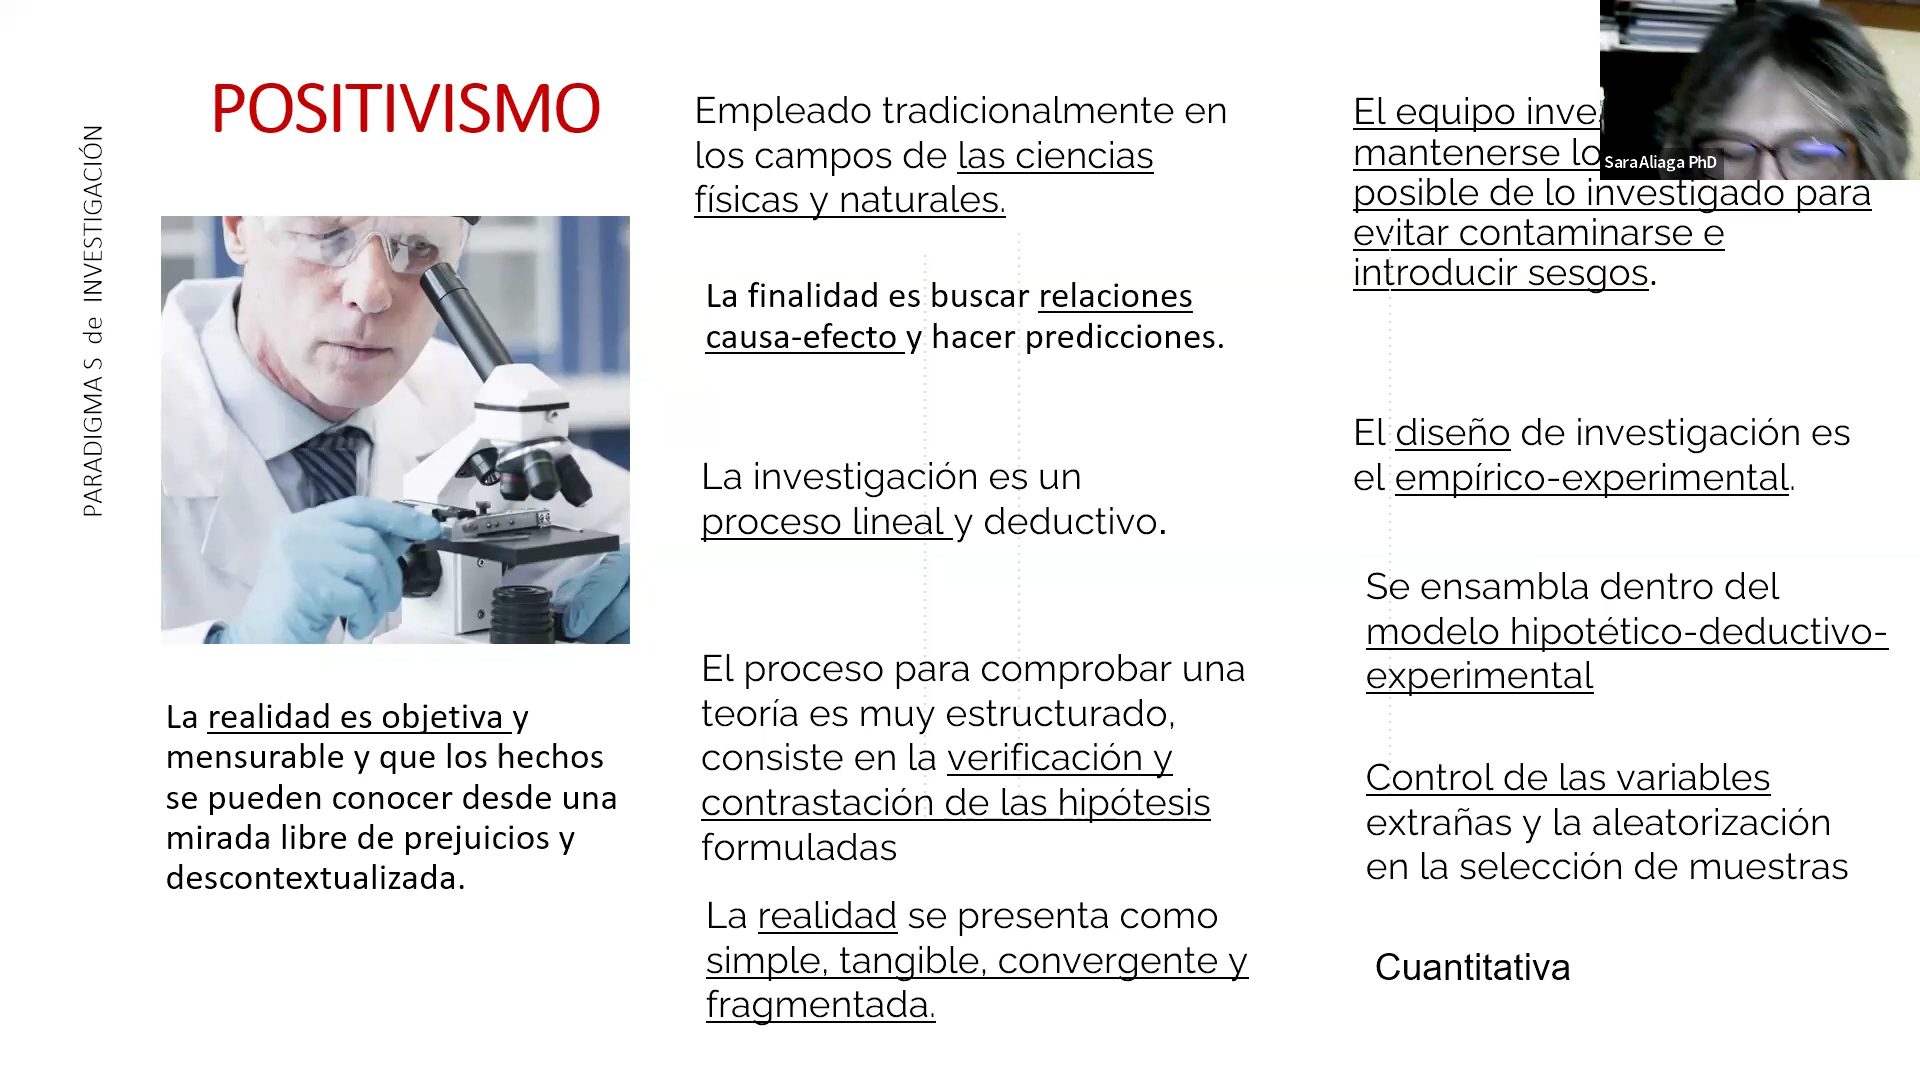 PARADIGMAS de INVESTIGACIÓN
POSITIVISMO
La realidad es objetiva y
mensurable y que los hechos
se pueden conocer desde una
mirada libre de prejuicios y
descontextualizada.
Empleado tradicionalmente en
los campos de las ciencias
físicas y naturales.
La finalidad es buscar relaciones
causa-efecto y hacer predicciones.
La investigación es un
proceso lineal y deductivo.
El proceso para comprobar una
teoría es muy estructurado,
consiste en la verificación y
contrastación de las hipótesis
formuladas
La realidad se presenta como
simple, tangible, convergente y
fragmentada.
El equipo
mantenerse
posible de lo investigado para
evitar contaminarse e
introducir sesgos.
El diseño de investigación es
el empírico-experimental.
Se ensambla dentro del
modelo hipotético-deductivo-
experimental
Control de las variables
extrañas y la aleatorización
en la selección de muestras
Cuantitativa
Sara Aliaga PhD